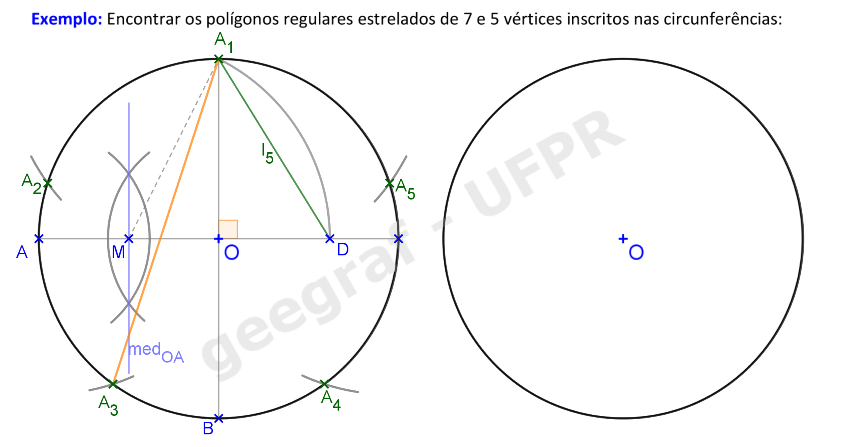 Exemplo: Encontrar os polígonos regulares estrelados de 7 e 5 vértices inscritos nas circunferências:
A1
l5
A2
A5
A
M
O
D
O
medOA
A3
A4
B
geegraf - UFPR